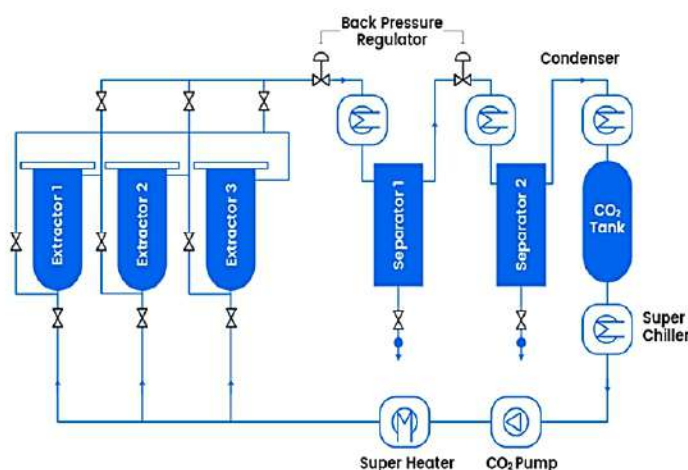 Back Pressure
Regulator
Condenser
Extractor 1
Extractor 2
Extractor 3
Separator 1
Separator 2
CO₂
Tank
Super
Chiller
Super Heater
CO₂ Pump